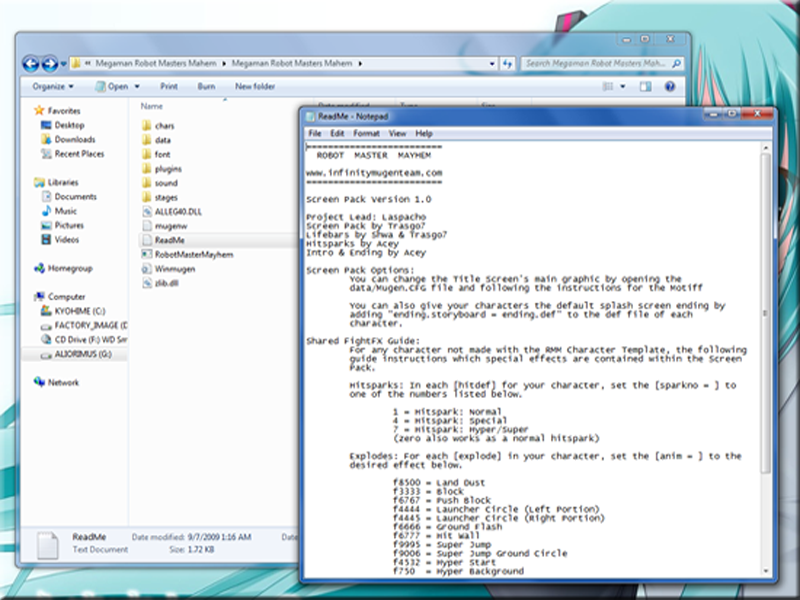 « Megaman Robot Masters Mahem ▸ Megaman Robot Masters Mahem ▸
Search Megaman Robot Masters Mah...
Organize Open Print Burn New folder
Favorites
Desktop
Downloads
Recent Places
Libraries
Documents
Music
Pictures
Videos
Homegroup
Computer
KYOHIME (C:)
FACTORY_IMAGE (D
CD Drive (F:) WD Sm
ALIORIMUS (G:)
Network
Name
chars
data
font
plugins
sound
stages
ALLEG40.DLL
mugenw
ReadMe
RobotMasterMayhem
Winmugen
zlib.dll
ReadMe Date modified: 9/7/2009 1:16 AM Date
Text Document Size: 1.72 KB
ReadMe - Notepad
File Edit Format View Help
=========================
ROBOT MASTER MAYHEM
www.infinitymugenteam.com
=========================
Screen Pack Version 1.0
Project Lead: Laspacho
Screen Pack by Trasgo?
Lifebars by Shwa & Trasgo?
Hitsparks by Acey
Intro & Ending by Acey
Screen Pack Options:
You can change the Title Screen's main graphic by opening the
data/Mugen.CFG file and following the instructions for the Motiff
You can also give your characters the default splash screen ending by
adding "ending.storyboard = ending.def" to the def file of each
character.
Shared FightFX Guide:
For any character not made with the RMM Character Template, the following
guide instructions which special effects are contained within the Screen
Pack.
Hitsparks: In each [hitdef] for your character, set the [sparkno = ] to
one of the numbers listed below.
1 = Hitspark: Normal
4 = Hitspark: Special
7 = Hitspark: Hyper/Super
(zero also works as a normal hitspark)
Explodes: For each [explode] in your character, set the [anim = ] to the
desired effect below.
f8500 = Land Dust
f3333 = Block
f6767 = Push Block
f4444 = Launcher Circle (Left Portion)
f4445 = Launcher Circle (Right Portion)
f6666 = Ground Flash
f6777 = Hit Wall
f9995 = Super Jump
f9006 = Super Jump Ground Circle
f4532 = Hyper Start
f750 = Hyper Background